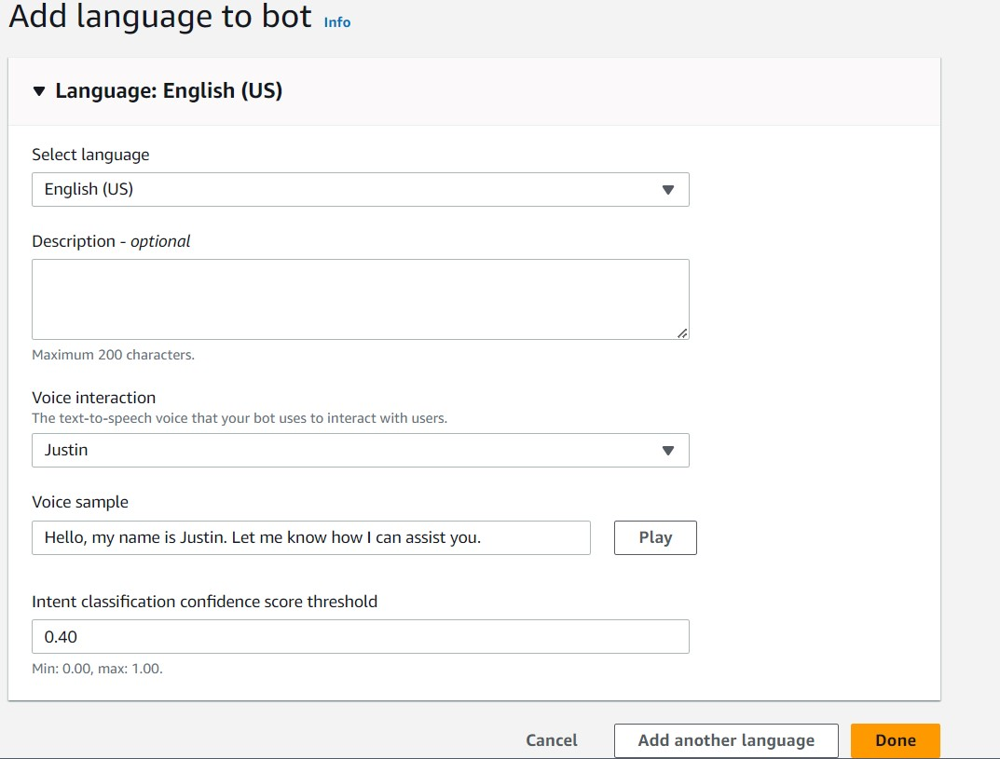 Add language to bot Info
Language: English (US)
Select language
English (US)
Description - optional
Maximum 200 characters.
Voice interaction
The text-to-speech voice that your bot uses to interact with users.
Justin
Voice sample
Hello, my name is Justin. Let me know how I can assist you.
Play
Intent classification confidence score threshold
0.40
Min: 0.00, max: 1.00.
Cancel
Add another language
Done